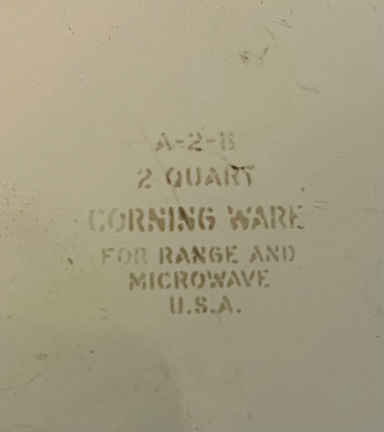 A-2-B
2 QUART
CORNING WARE
FOR RANGE AND
MICROWAVE
U.S.A.